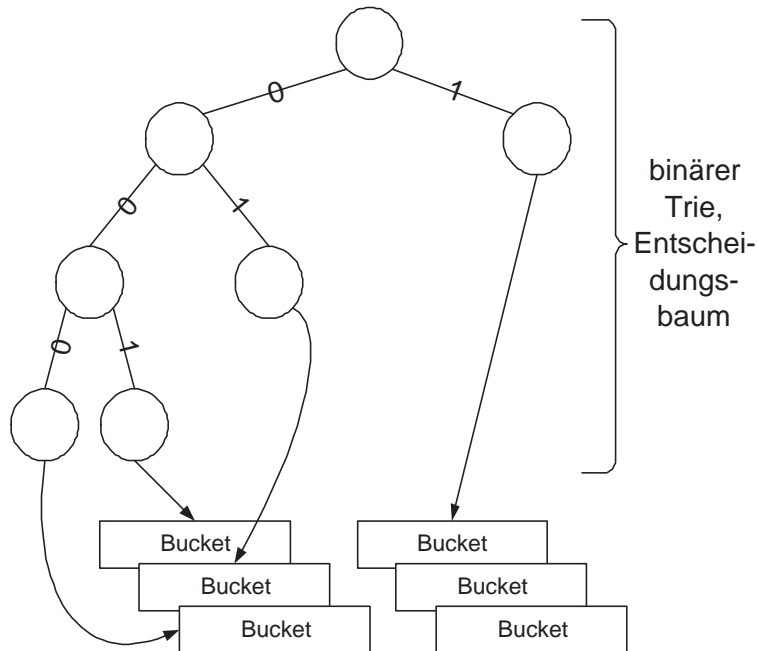 0
1
0
1
0
1
binärer
Trie,
Entschei-
dungs-
baum
Bucket
Bucket
Bucket
Bucket
Bucket
Bucket